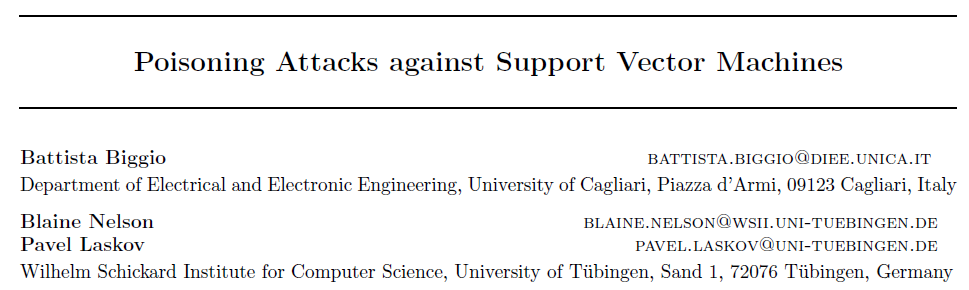 Poisoning Attacks against Support Vector Machines
Battista Biggio BATTISTA.BIGGIO@DIEE.UNICA.IT
Department of Electrical and Electronic Engineering, University of Cagliari, Piazza d'Armi, 09123 Cagliari, Italy
Blaine Nelson BLAINE.NELSON@WSII.UNI-TUEBINGEN.DE
Pavel Laskov PAVEL.LASKOV@UNI-TUEBINGEN.DE
Wilhelm Schickard Institute for Computer Science, University of Tübingen, Sand 1, 72076 Tübingen, Germany